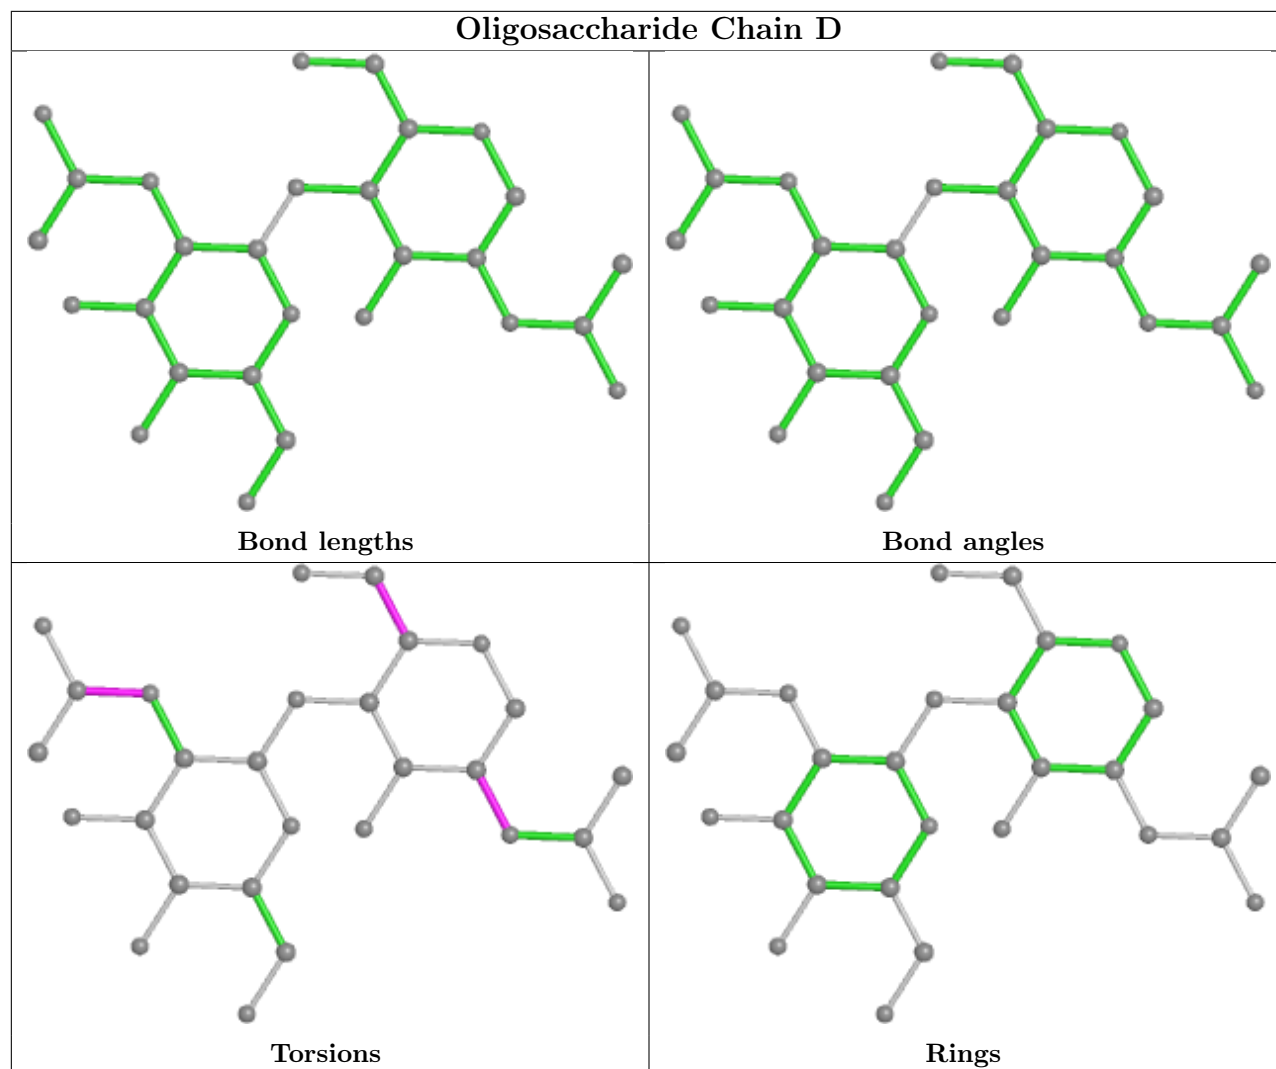 Oligosaccharide Chain D
Bond lengths
Bond angles
Torsions
Rings